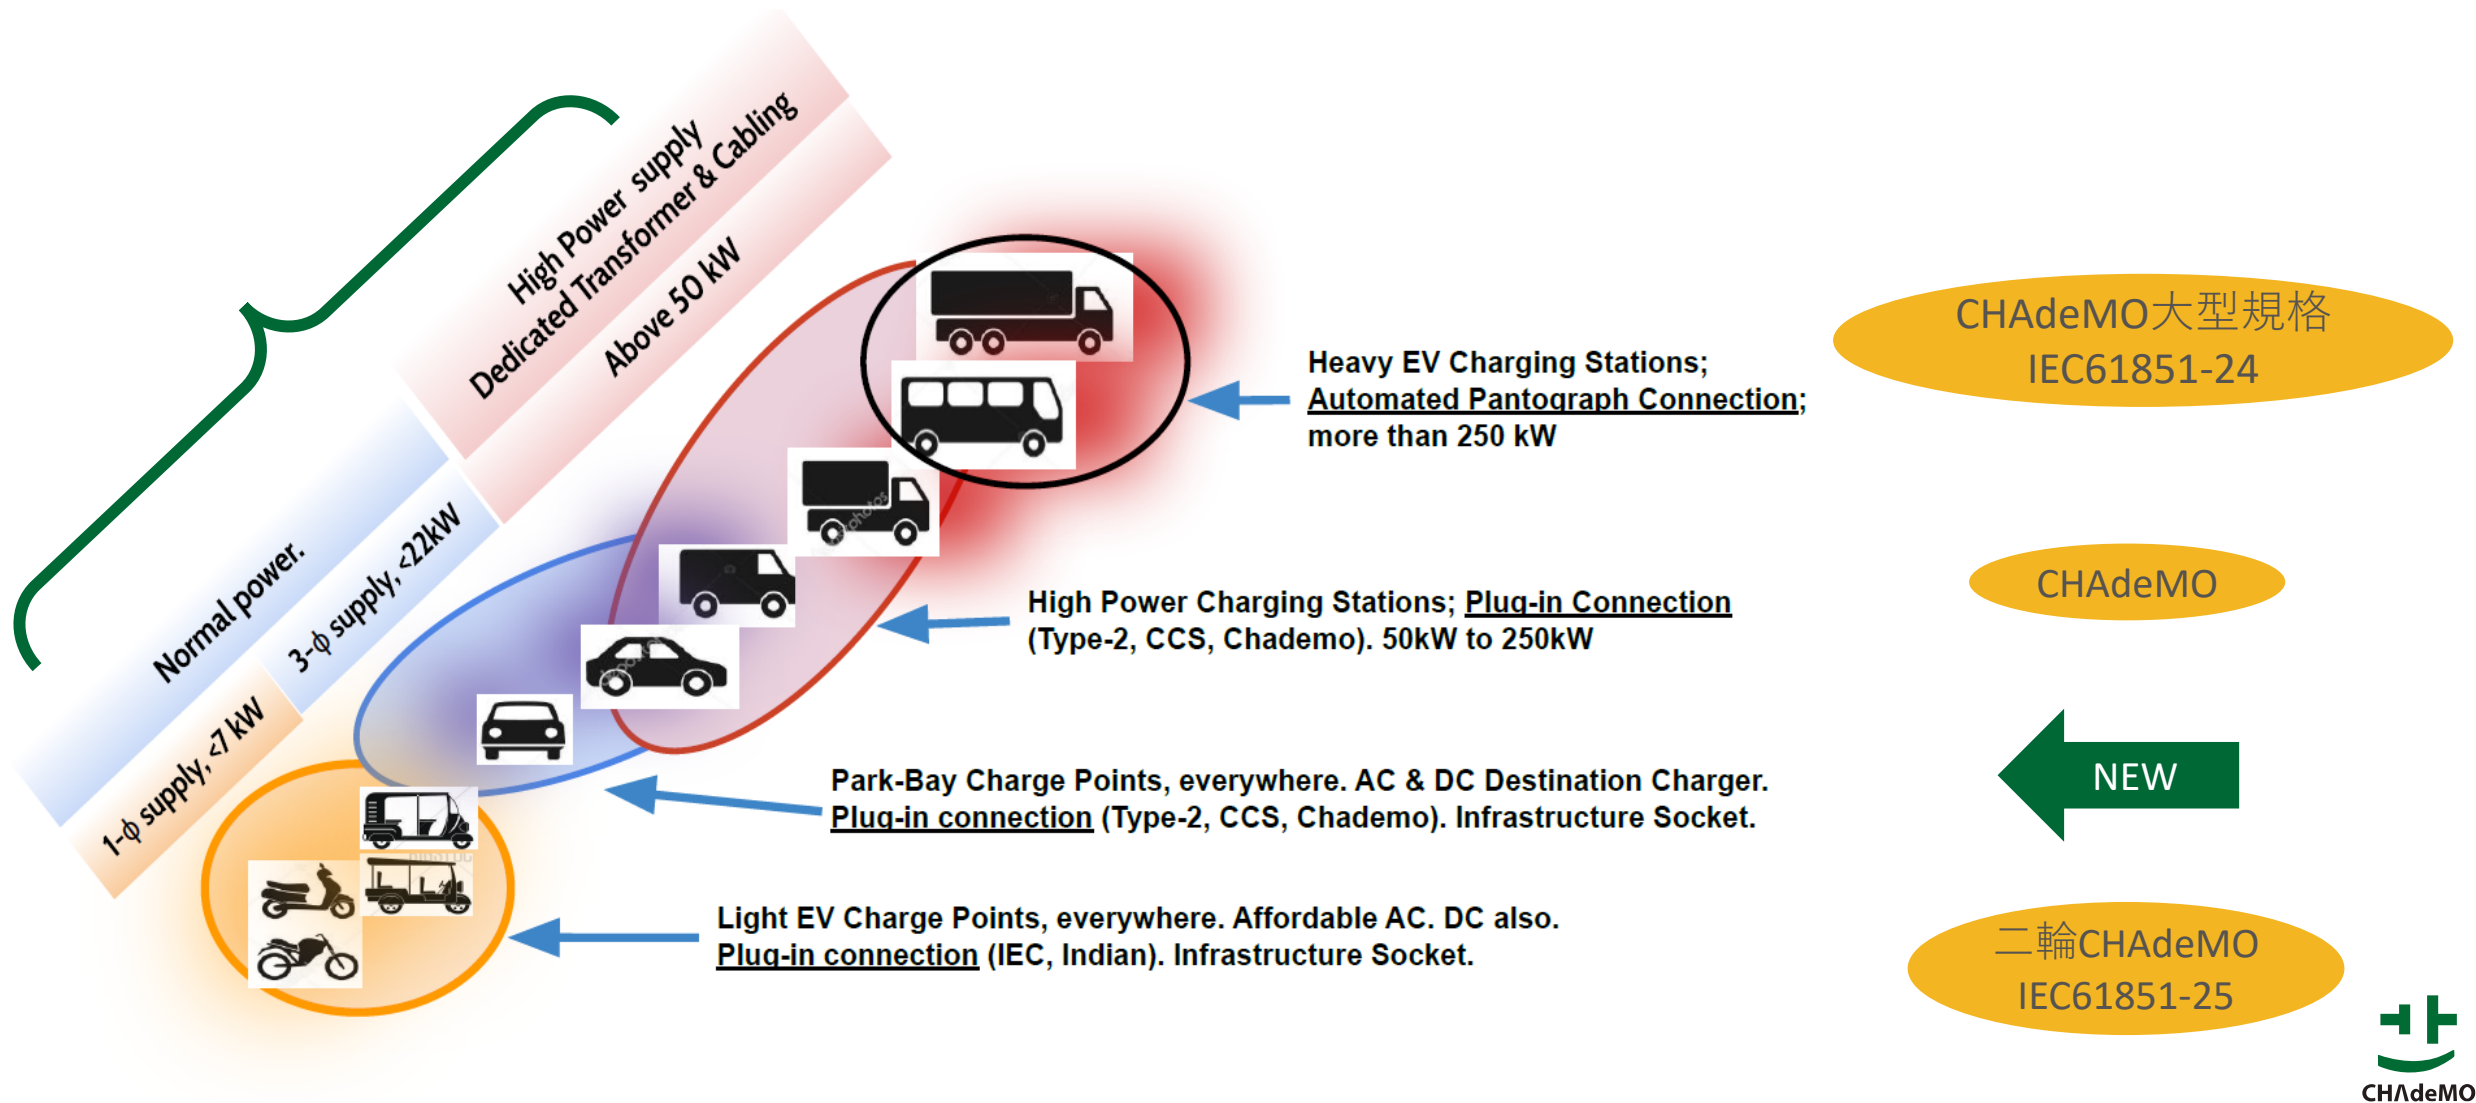 High Power supply
Dedicated Transformer & Cabling
Above 50 kW
Normal power.
3-ϕ supply, <22kW
1-ϕ supply, <7 kW
Heavy EV Charging Stations;
Automated Pantograph Connection;
more than 250 kW
CHAdeMO大型規格
IEC61851-24
High Power Charging Stations; Plug-in Connection
(Type-2, CCS, Chademo). 50kW to 250kW
CHAdeMO
Park-Bay Charge Points, everywhere. AC & DC Destination Charger.
Plug-in connection (Type-2, CCS, Chademo). Infrastructure Socket.
NEW
Light EV Charge Points, everywhere. Affordable AC. DC also.
Plug-in connection (IEC, Indian). Infrastructure Socket.
二輪CHAdeMO
IEC61851-25
CHΛdeMO